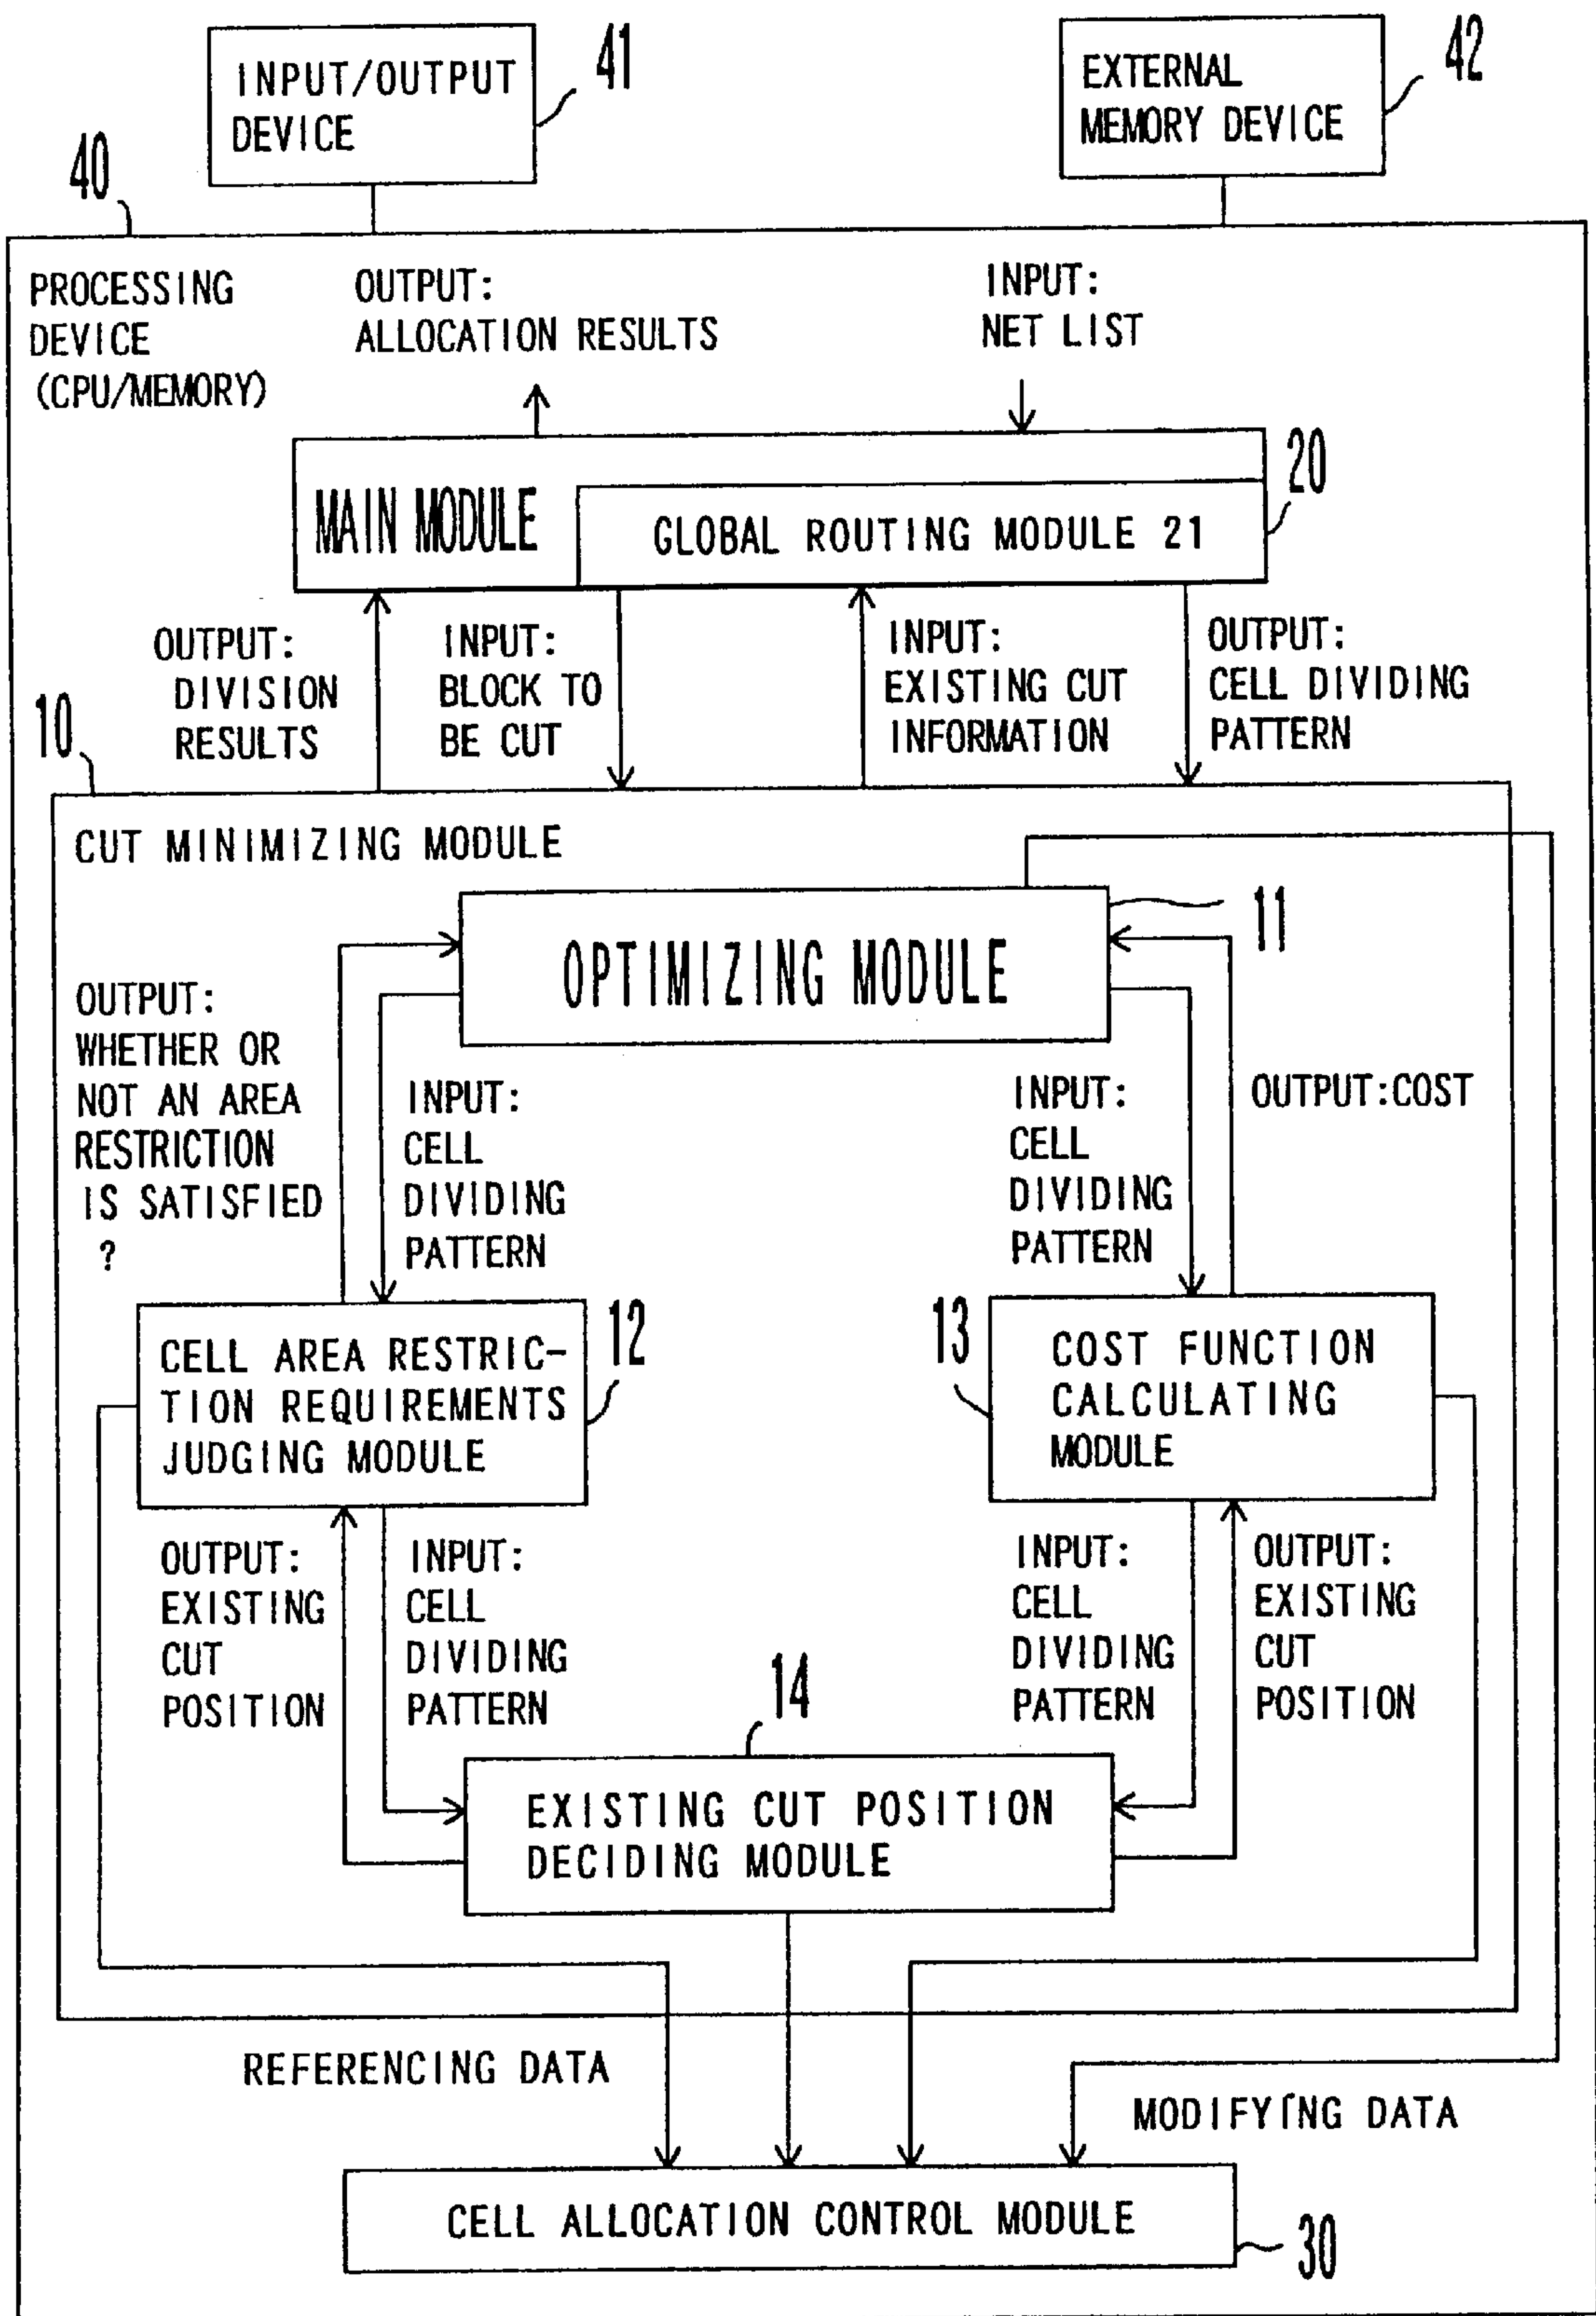 INPUT/OUTPUT
DEVICE
41
EXTERNAL
MEMORY DEVICE
42
40
PROCESSING
DEVICE
(CPU/MEMORY)
OUTPUT:
ALLOCATION RESULTS
INPUT:
NET LIST
MAIN MODULE
GLOBAL ROUTING MODULE 21
20
OUTPUT:
DIVISION
RESULTS
INPUT:
BLOCK TO
BE CUT
INPUT:
EXISTING CUT
INFORMATION
OUTPUT:
CELL DIVIDING
PATTERN
10
CUT MINIMIZING MODULE
OPTIMIZING MODULE
11
OUTPUT:
WHETHER OR
NOT AN AREA
RESTRICTION
IS SATISFIED
?
INPUT:
CELL
DIVIDING
PATTERN
INPUT:
CELL
DIVIDING
PATTERN
OUTPUT:COST
CELL AREA RESTRIC-
TION REQUIREMENTS
JUDGING MODULE
12
13
COST FUNCTION
CALCULATING
MODULE
OUTPUT:
EXISTING
CUT
POSITION
INPUT:
CELL
DIVIDING
PATTERN
INPUT:
CELL
DIVIDING
PATTERN
OUTPUT:
EXISTING
CUT
POSITION
14
EXISTING CUT POSITION
DECIDING MODULE
REFERENCING DATA
MODIFYING DATA
CELL ALLOCATION CONTROL MODULE
30